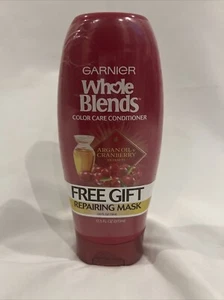 GARNIER
Whole
Blends
COLOR CARE CONDITIONER
ARGAN OIL &
CRANBERRY
FREE GIFT
REPAIRING MASK